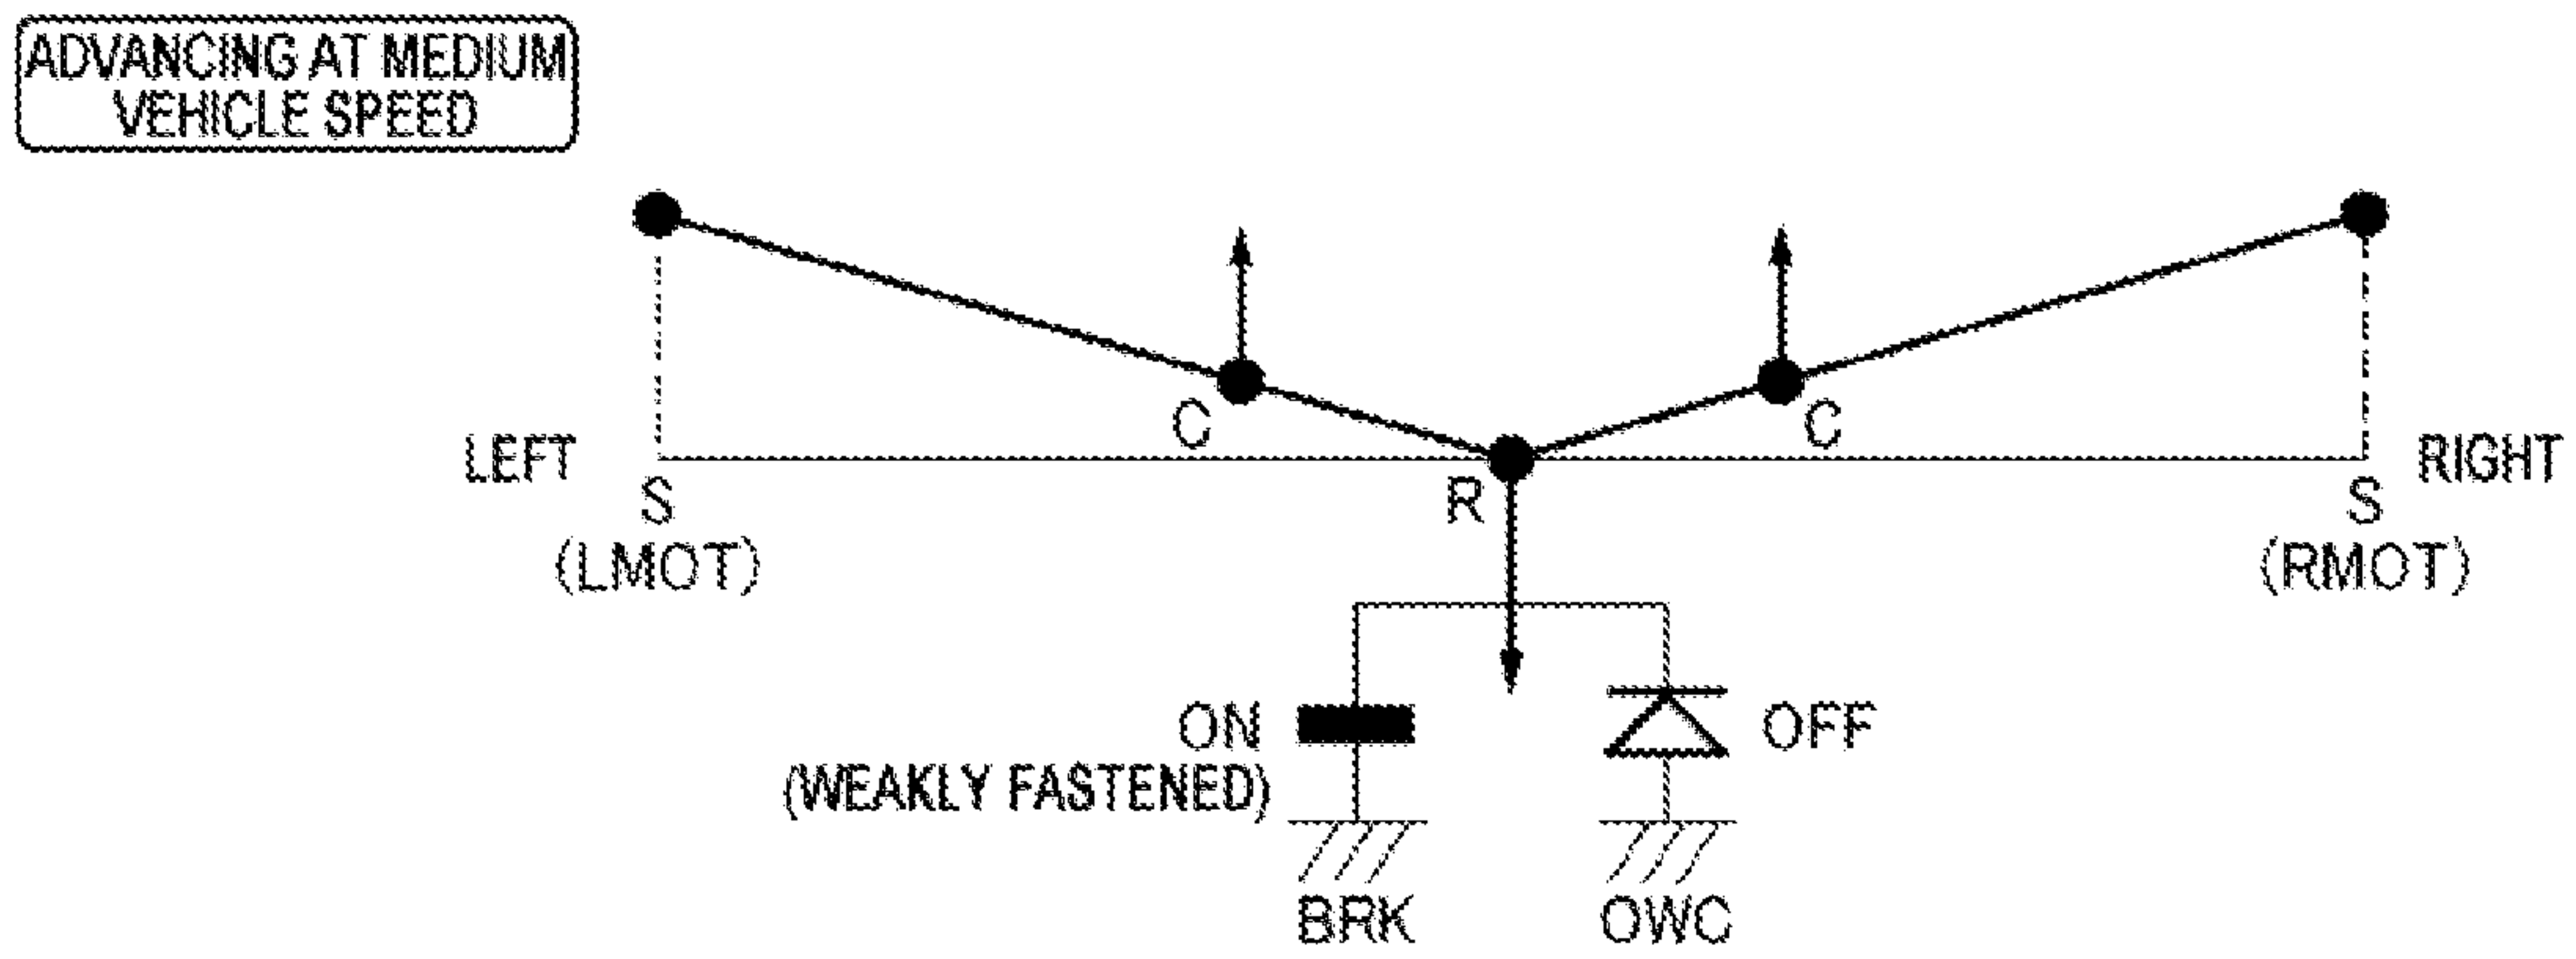 ADVANCING AT MEDIUM
VEHICLE SPEED
C
C
LEFT
RIGHT
S
R
S
(LMOT)
(RMOT)
ON
OFF
(WEAKLY FASTENED)
BRK
OWC